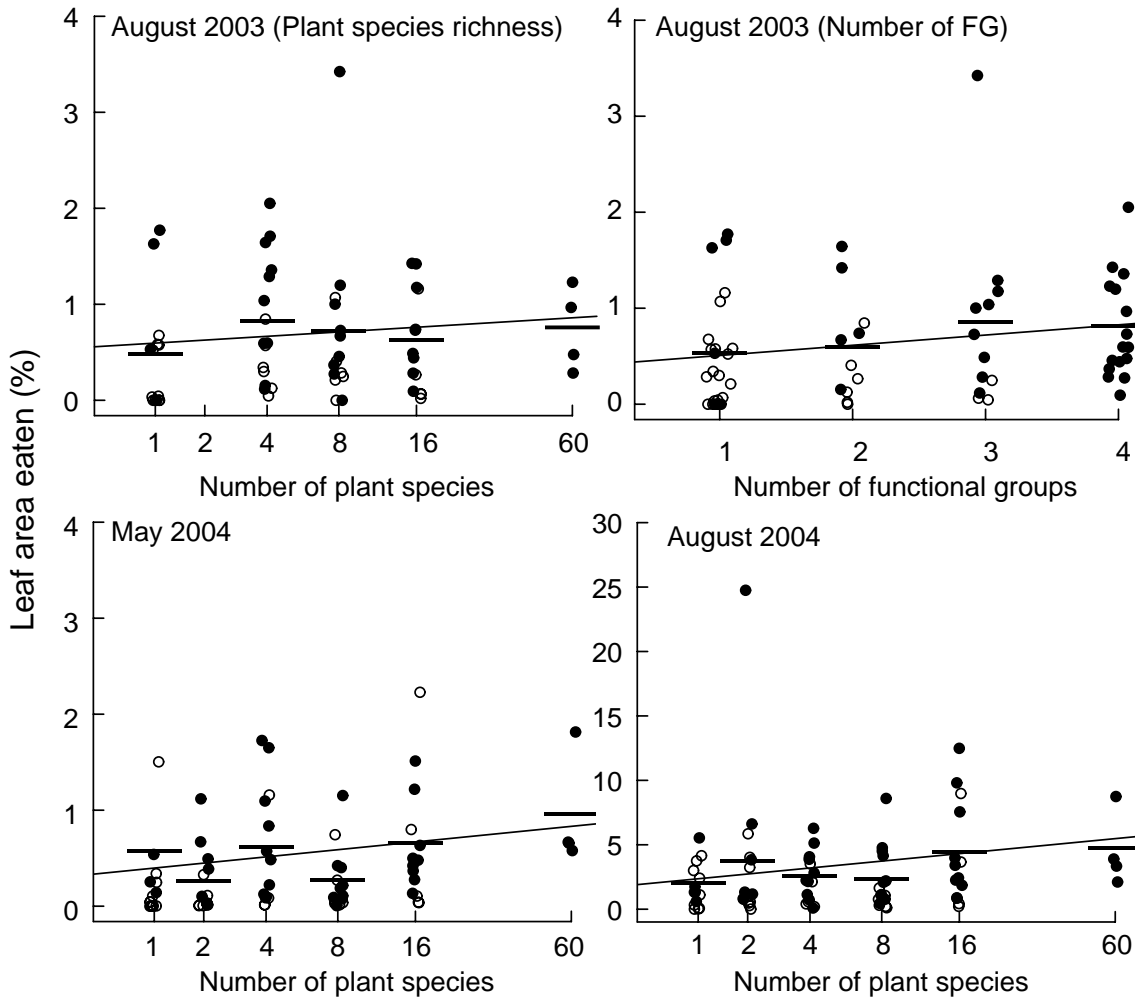 Leaf area eaten (%)
August 2003 (Plant species richness)
4
3
2
1
0
1 2 4 8 16 60
Number of plant species
August 2003 (Number of FG)
4
3
2
1
0
1 2 3 4
Number of functional groups
May 2004
4
3
2
1
0
1 2 4 8 16 60
Number of plant species
August 2004
30
25
20
15
10
5
0
1 2 4 8 16 60
Number of plant species